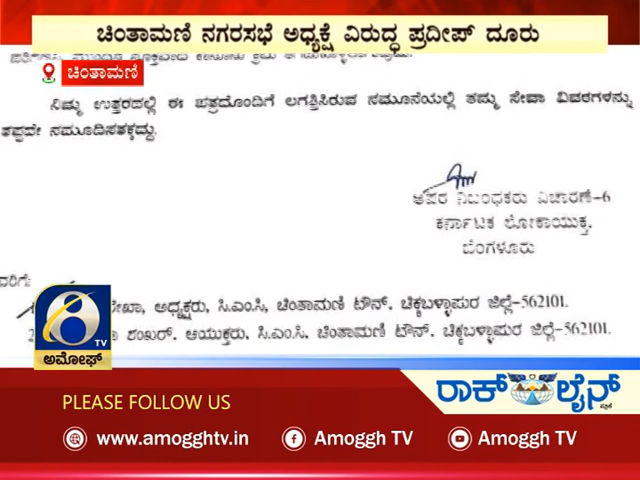 ಚಿಂತಾಮಣಿ ನಗರಸಭೆ ಅಧ್ಯಕ್ಷೆ ವಿರುದ್ಧ ಪ್ರದೀಪ್ ದೂರು
ಚಿಂತಾಮಣಿ
ನಿಮ್ಮ ಉತ್ತರದಲ್ಲಿ ಈ ಪತ್ರದೊಂದಿಗೆ ಲಗತ್ತಿಸಿರುವ ನಮೂನೆಯಲ್ಲಿ ತಮ್ಮ ಸೇವಾ ವಿವರಗಳನ್ನು
ತಪ್ಪದೇ ನಮೂದಿಸತಕ್ಕದ್ದು.
ಅಪರ ನಿಬಂಧಕರು ವಿಚಾರಣೆ-6
ಕರ್ನಾಟಕ ಲೋಕಾಯುಕ್ತ,
ಬೆಂಗಳೂರು
ಅಧ್ಯಕ್ಷರು, ಸಿ.ಎಂ.ಸಿ, ಚಿಂತಾಮಣಿ ಟೌನ್. ಚಿಕ್ಕಬಳ್ಳಾಪುರ ಜಿಲ್ಲೆ-562101.
ಶಂಕರ್. ಆಯುಕ್ತರು, ಸಿ.ಎಂ.ಸಿ, ಚಿಂತಾಮಣಿ ಟೌನ್. ಚಿಕ್ಕಬಳ್ಳಾಪುರ ಜಿಲ್ಲೆ-562101.
TV
ಅಮೋಘ್
ರಾಕ್ ಲೈನ್
PLEASE FOLLOW US
www.amogghtv.in
Amoggh TV
Amoggh TV